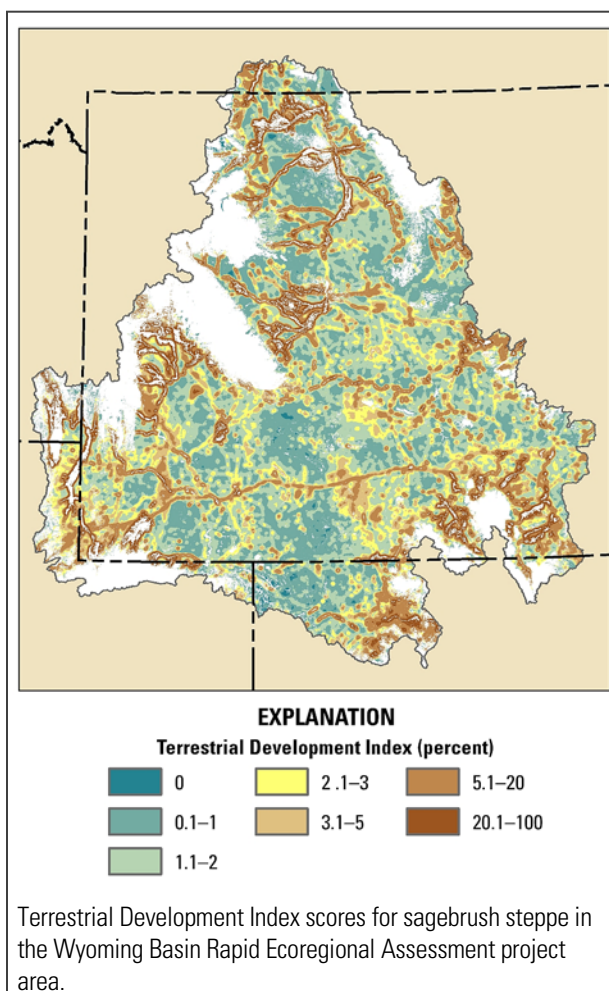 EXPLANATION
Terrestrial Development Index (percent)
0
2 .1–3
5.1–20
0.1–1
3.1–5
20.1–100
1.1–2
Terrestrial Development Index scores for sagebrush steppe in
the Wyoming Basin Rapid Ecoregional Assessment project
area.